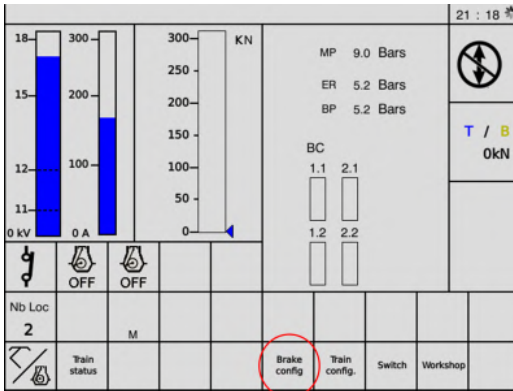 21 : 18
18
15
12
11
0 kV
300
200
100
0 A
300
250
200
150
100
50
0
KN
MP 9.0 Bars
ER 5.2 Bars
BP 5.2 Bars
BC
1.1 2.1
1.2 2.2
T / B
0kN
OFF
OFF
Nb Loc
2
M
Train
status
Brake
config
Train
config.
Switch
Workshop